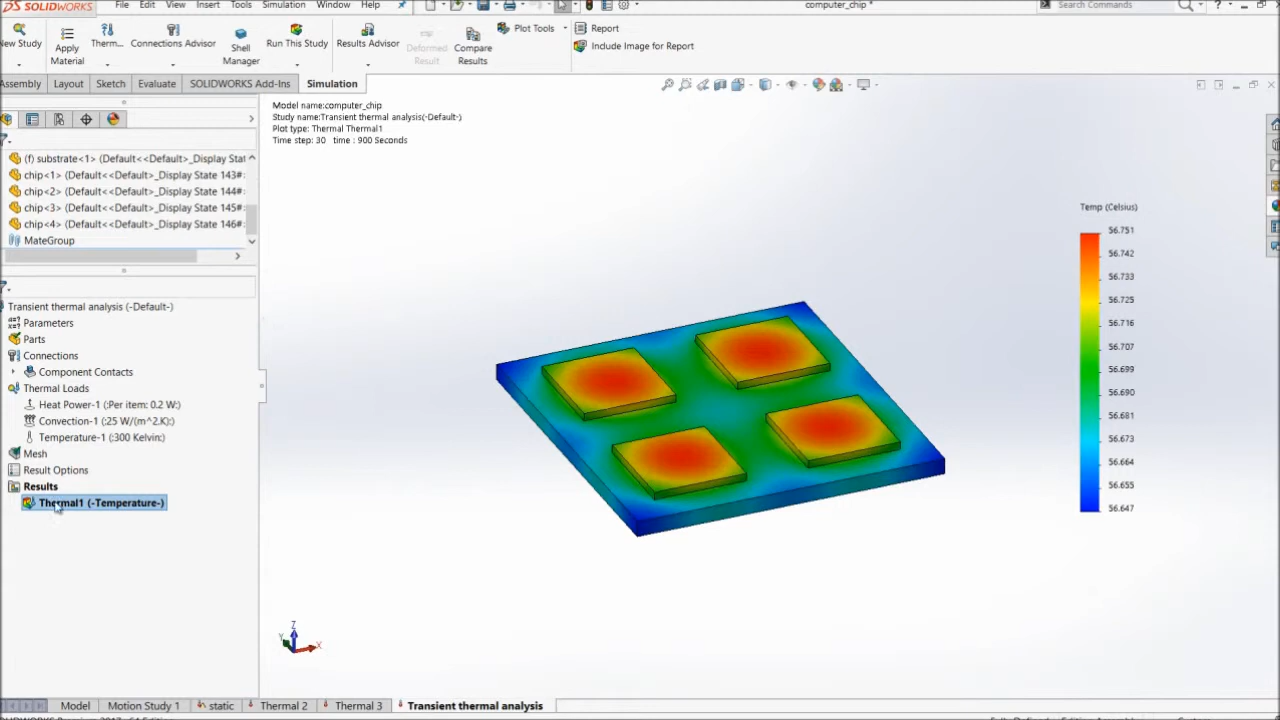 SOLIDWORKS File Edit View Insert Tools Simulation Window Help computer_chip * Search Commands
New Study
Apply Material
Therm...
Connections Advisor
Shell Manager
Run This Study
Results Advisor
Deformed Result
Compare Results
Plot Tools
Report
Include Image for Report
Assembly Layout Sketch Evaluate SOLIDWORKS Add-Ins Simulation
Model name:computer_chip
Study name:Transient thermal analysis(-Default-)
Plot type: Thermal Thermal1
Time step: 30 time : 900 Seconds
(f) substrate<1> (Default<<Default>_Display Stat
chip<1> (Default<<Default>_Display State 143#:
chip<2> (Default<<Default>_Display State 144#:
chip<3> (Default<<Default>_Display State 145#:
chip<4> (Default<<Default>_Display State 146#:
MateGroup
Transient thermal analysis (-Default-)
Parameters
Parts
Connections
Component Contacts
Thermal Loads
Heat Power-1 (:Per item: 0.2 W:)
Convection-1 (:25 W/(m^2.K):)
Temperature-1 (:300 Kelvin:)
Mesh
Result Options
Results
Thermal1 (-Temperature-)
Temp (Celsius)
56.751
56.742
56.733
56.725
56.716
56.707
56.699
56.690
56.681
56.673
56.664
56.655
56.647
Z
Y
X
Model Motion Study 1 static Thermal 2 Thermal 3 Transient thermal analysis